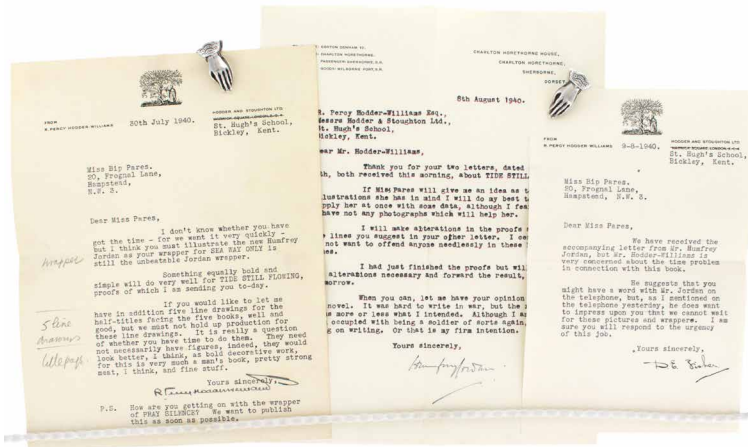 FROM
R. PERCY HODDER-WILLIAMS
30th July 1940.
HODDER AND STOUGHTON LTD
St. Hugh's School,
Bickley, Kent.
Miss Bip Pares.
20, Frognal Lane,
Hampstend,
N.W. 3.
Dear Miss Pares,
I don't know whether you have
got the time - for we want it very quickly -
but I think you must illustrate the new Humfrey
Jordan as your wrapper for SEA WAY ONLY is
still the unbeatable Jordan wrapper.
Something equally bold and
simple will do very well for TIDE STILL FLOWING,
proofs of which I am sending you to-day.
If you would like to let me
have in addition five line drawings for the
half-titles facing the five books, well and
good, but we must not hold up production for
these line drawings. It is really a question
of whether you have time to do them. They need
not necessarily have figures, indeed, they would
look better, I think, as bold decorative work,
for this is very much a man's book, pretty strong
meat, I think, and fine stuff.
Yours sincerely,
P.S. How are you getting on with the wrapper
of PRAY SILENCE? We want to publish
this as soon as possible.
wrapper
5 line
drawings
title page
CHARLTON HORETHORNE HOUSE,
CHARLTON HORETHORNE,
SHERBORNE,
DORSET
8th August 1940.
R. Percy Hodder-Williams Esq.,
Messrs Hodder & Stoughton Ltd.,
St. Hugh's School,
Bickley, Kent.
ear Mr. Hodder-Williams,
Thank you for your two letters, dated
th, both received this morning, about TIDE STILL
If Miss Pares will give me an idea as t
lustrations she has in mind I will do my best t
pply her at once with some data, although I fea
have not any photographs which will help her.
I will make alterations in the proofs
lines you suggest in your other letter. I
not want to offend anyone needlessly in these
es.
I had just finished the proofs but wil
alterations necessary and forward the result,
morrow.
When you can, let me have your opinion
novel. It was hard to write in war, but the
s more or less what I intended. Although I a
occupied with being a soldier of sorts again,
g on writing. Or that is my firm intention.
Yours sincerely,
Humfrey Jordan.
FROM
R. PERCY HODDER-WILLIAMS
9-8-1940.
HODDER AND STOUGHTON LTD
St. Hugh's School,
Bickley, Kent.
Miss Bip Pares.
20, Frognal Lane,
Hampstend, N.W. 3.
Dear Miss Pares,
We have received the
accompanying letter from Mr. Humfrey
Jordan, but Mr. Hodder-Williams is
very concerned about the time problem
in connection with this book.
He suggests that you
might have a word with Mr. Jordan on
the telephone, but, as I mentioned on
the telephone yesterday, he does want
to impress upon you that we cannot wait
for these pictures and wrappers. I am
sure you will respond to the urgency
of this job.
Yours sincerely,